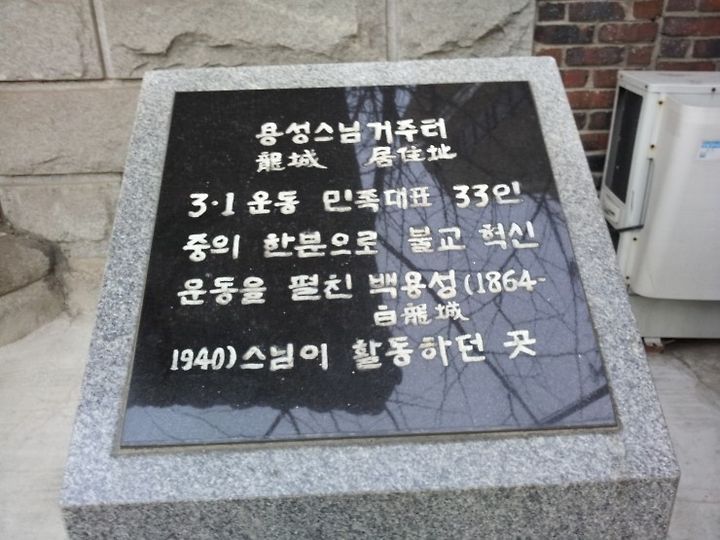 용성스님거주터
龍城 居住址
3·1운동 민족대표 33인
중의 한분으로 불교 혁신
운동을 펼친 백용성(1864-
白龍城
1940)스님이 활동하던 곳